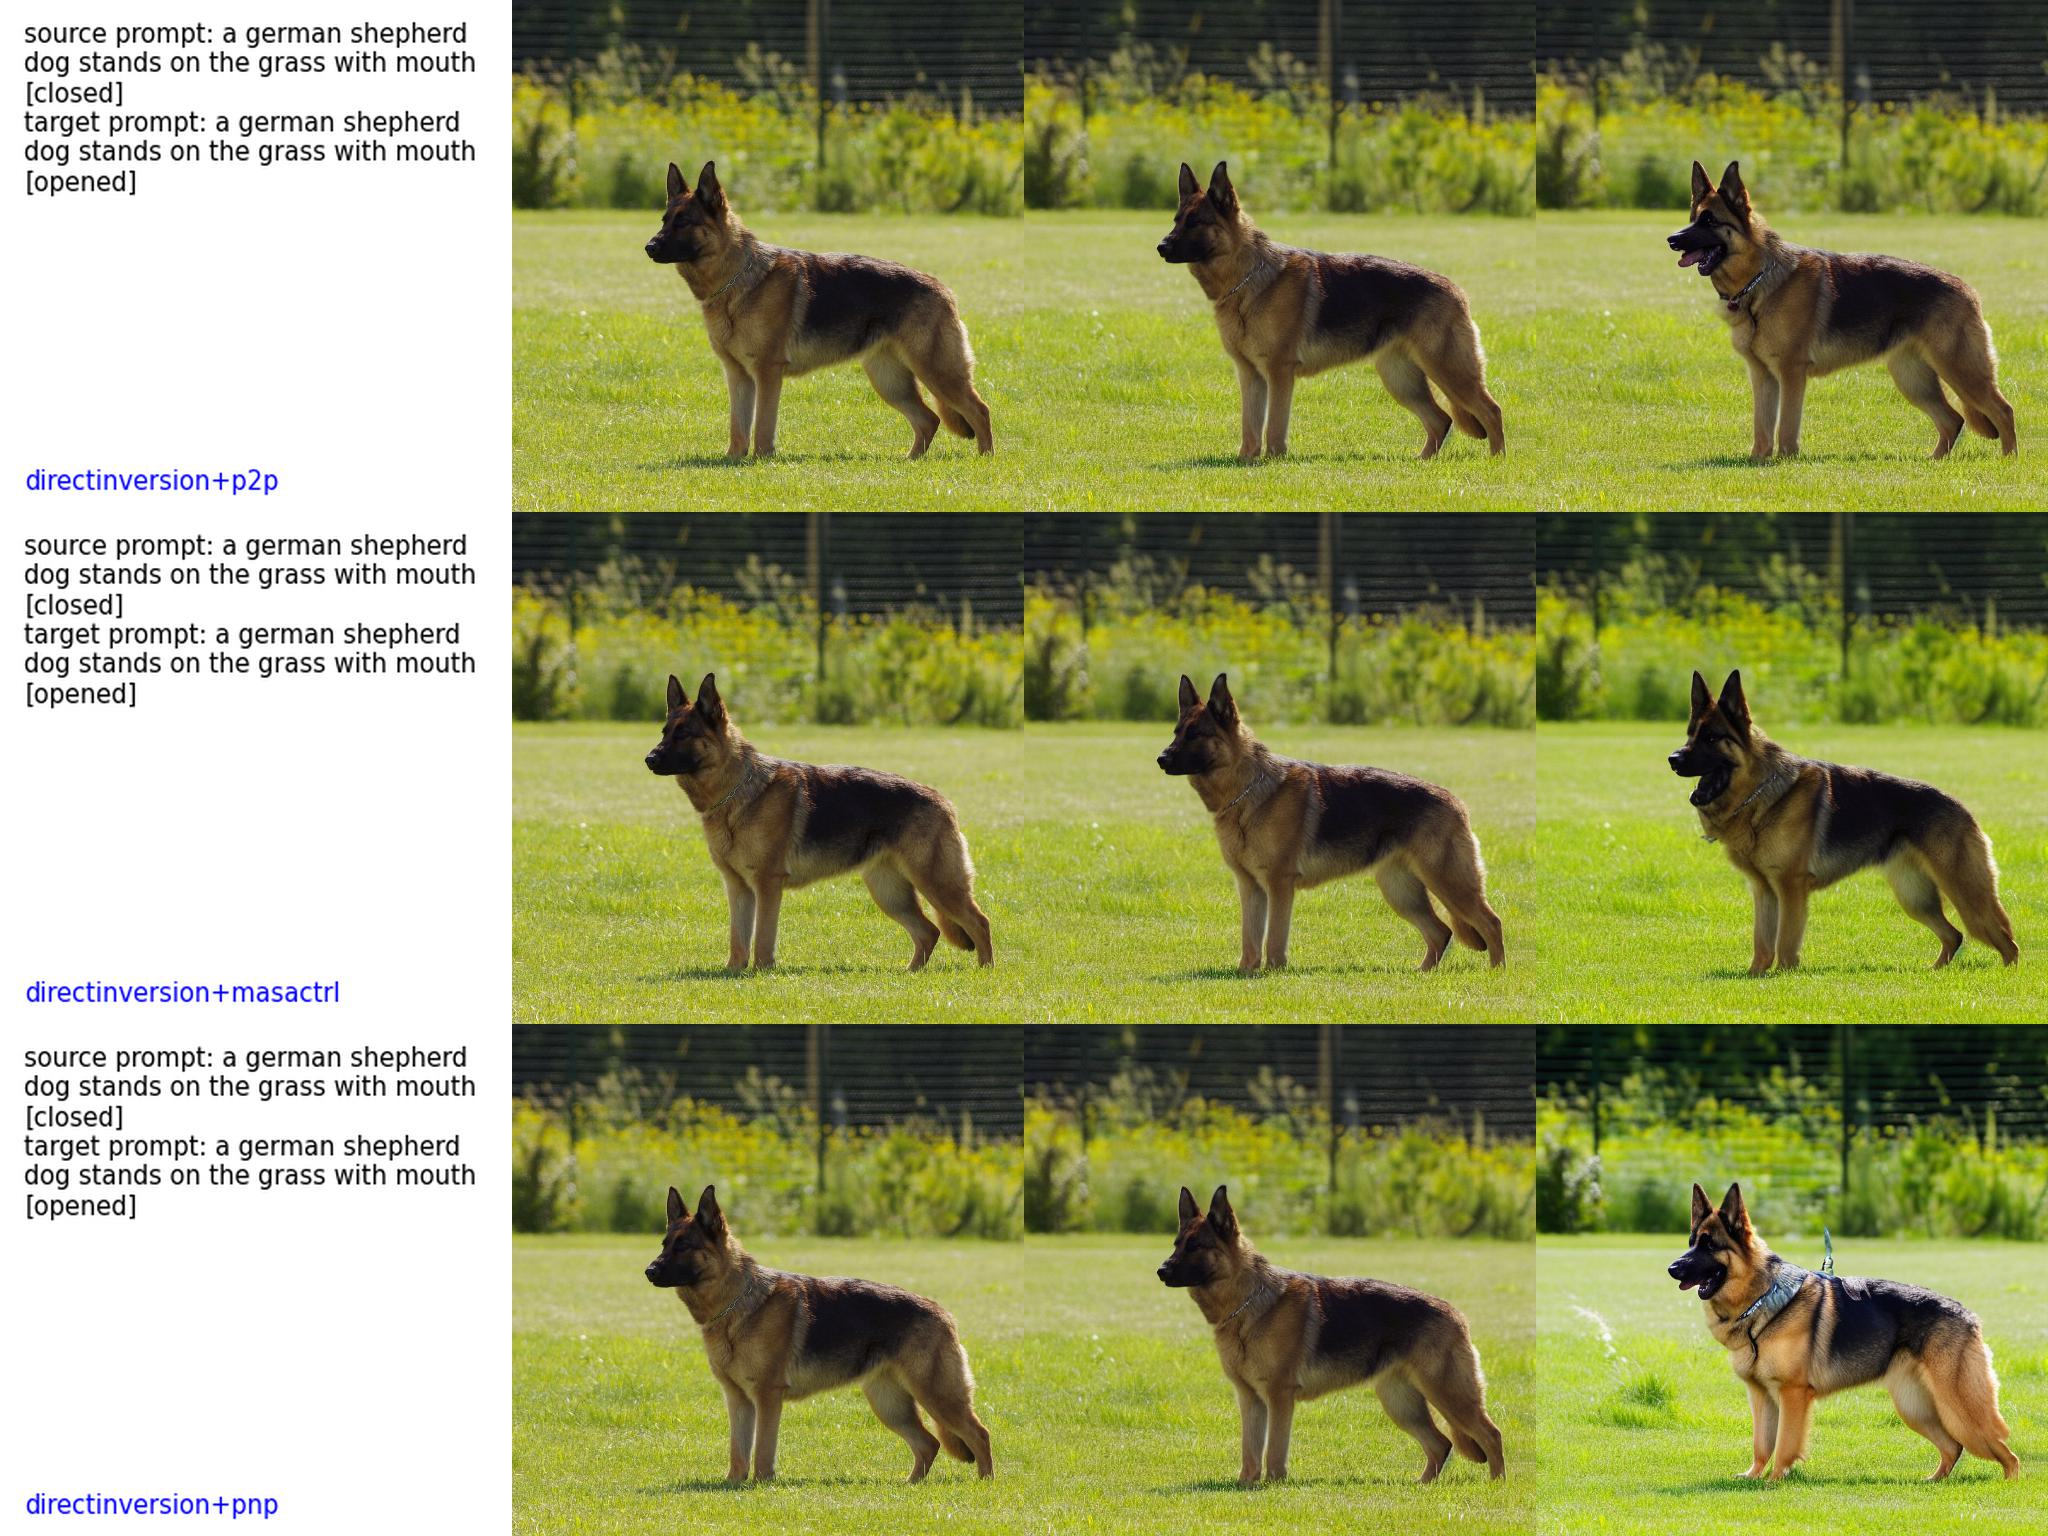 source prompt: a german shepherd
dog stands on the grass with mouth
[closed]
target prompt: a german shepherd
dog stands on the grass with mouth
[opened]
directinversion+p2p
source prompt: a german shepherd
dog stands on the grass with mouth
[closed]
target prompt: a german shepherd
dog stands on the grass with mouth
[opened]
directinversion+masactrl
source prompt: a german shepherd
dog stands on the grass with mouth
[closed]
target prompt: a german shepherd
dog stands on the grass with mouth
[opened]
directinversion+pnp